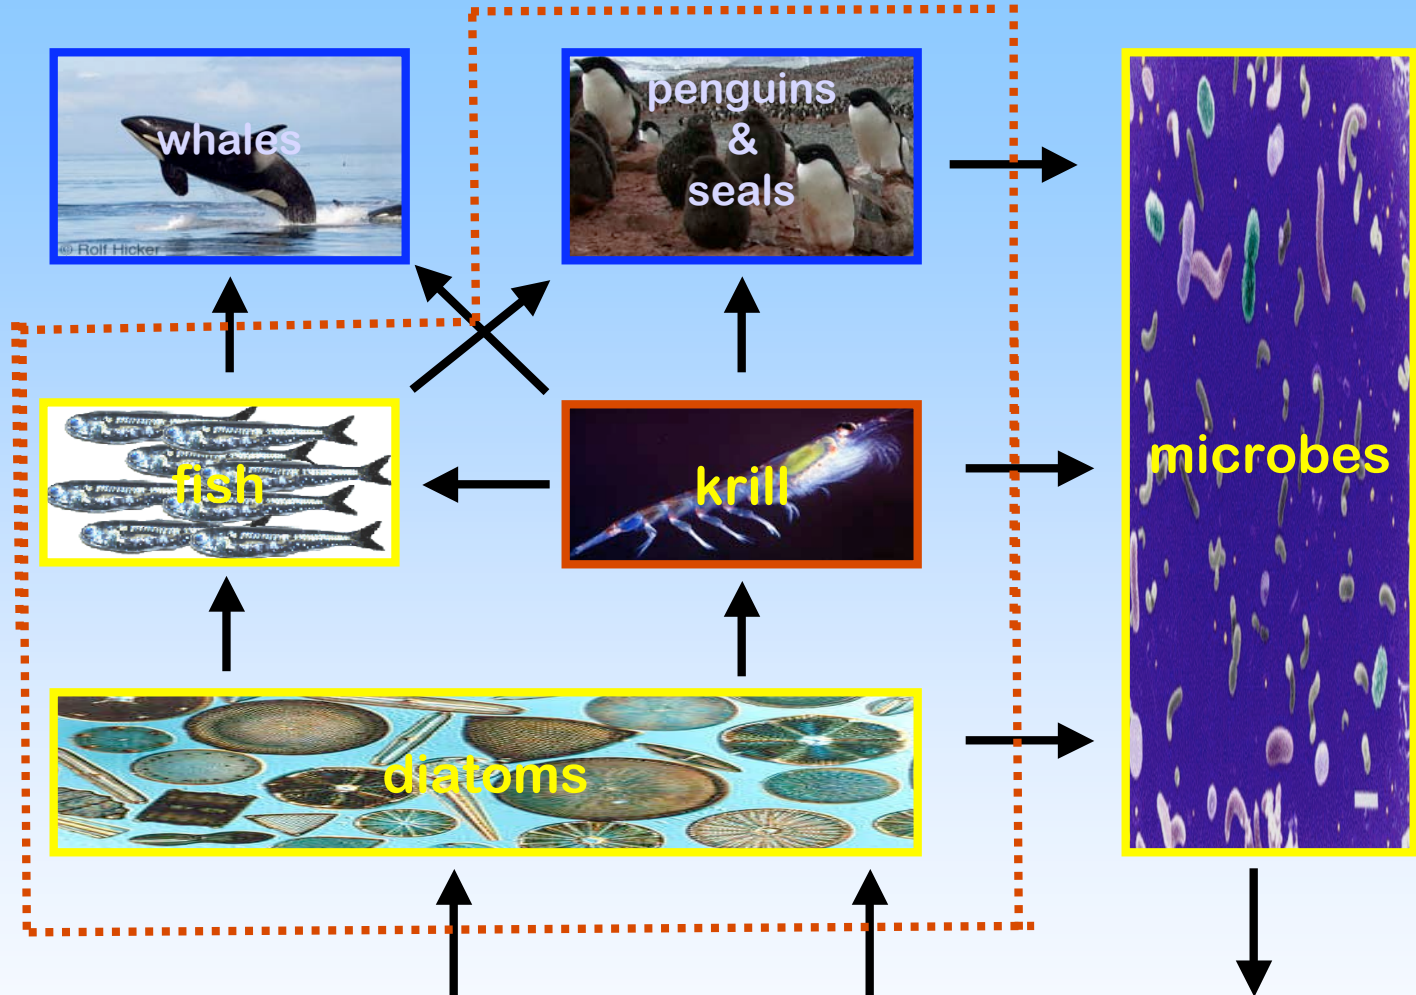 whales
© Rolf Hicker
penguins
&
seals
microbes
fish
krill
diatoms